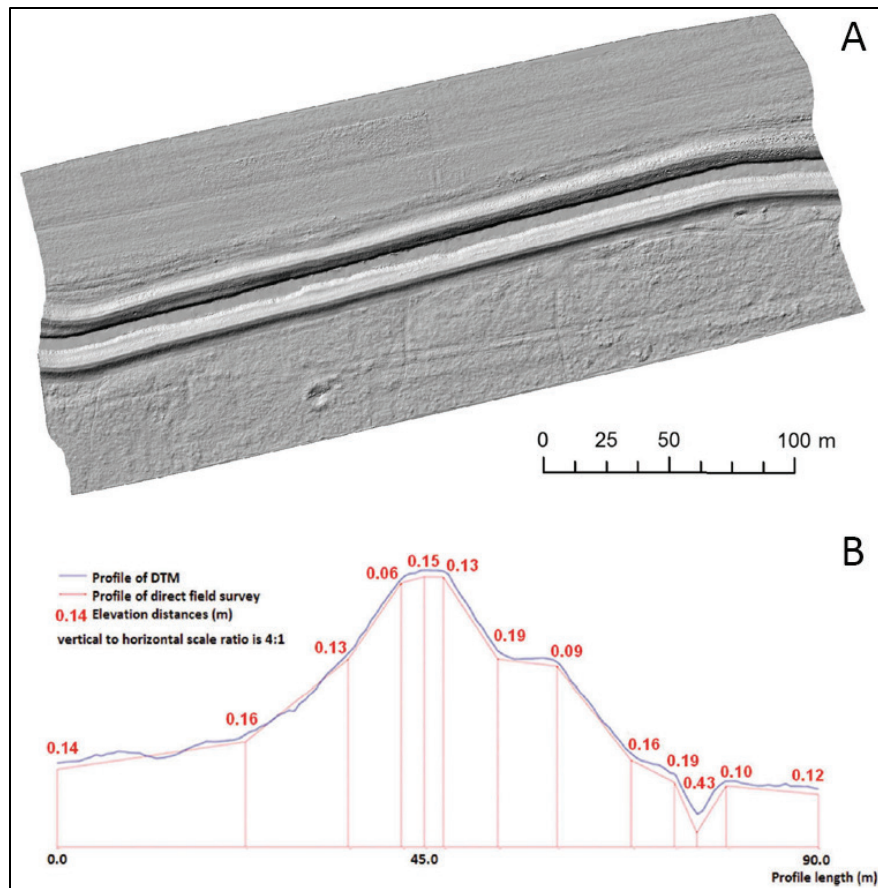 A
0 25 50 100 m
B
Profile of DTM
Profile of direct field survey
0.14 Elevation distances (m)
vertical to horizontal scale ratio is 4:1
0.14
0.16
0.13
0.06
0.15
0.13
0.19
0.09
0.16
0.19
0.43
0.10
0.12
0.0 45.0 90.0
Profile length (m)